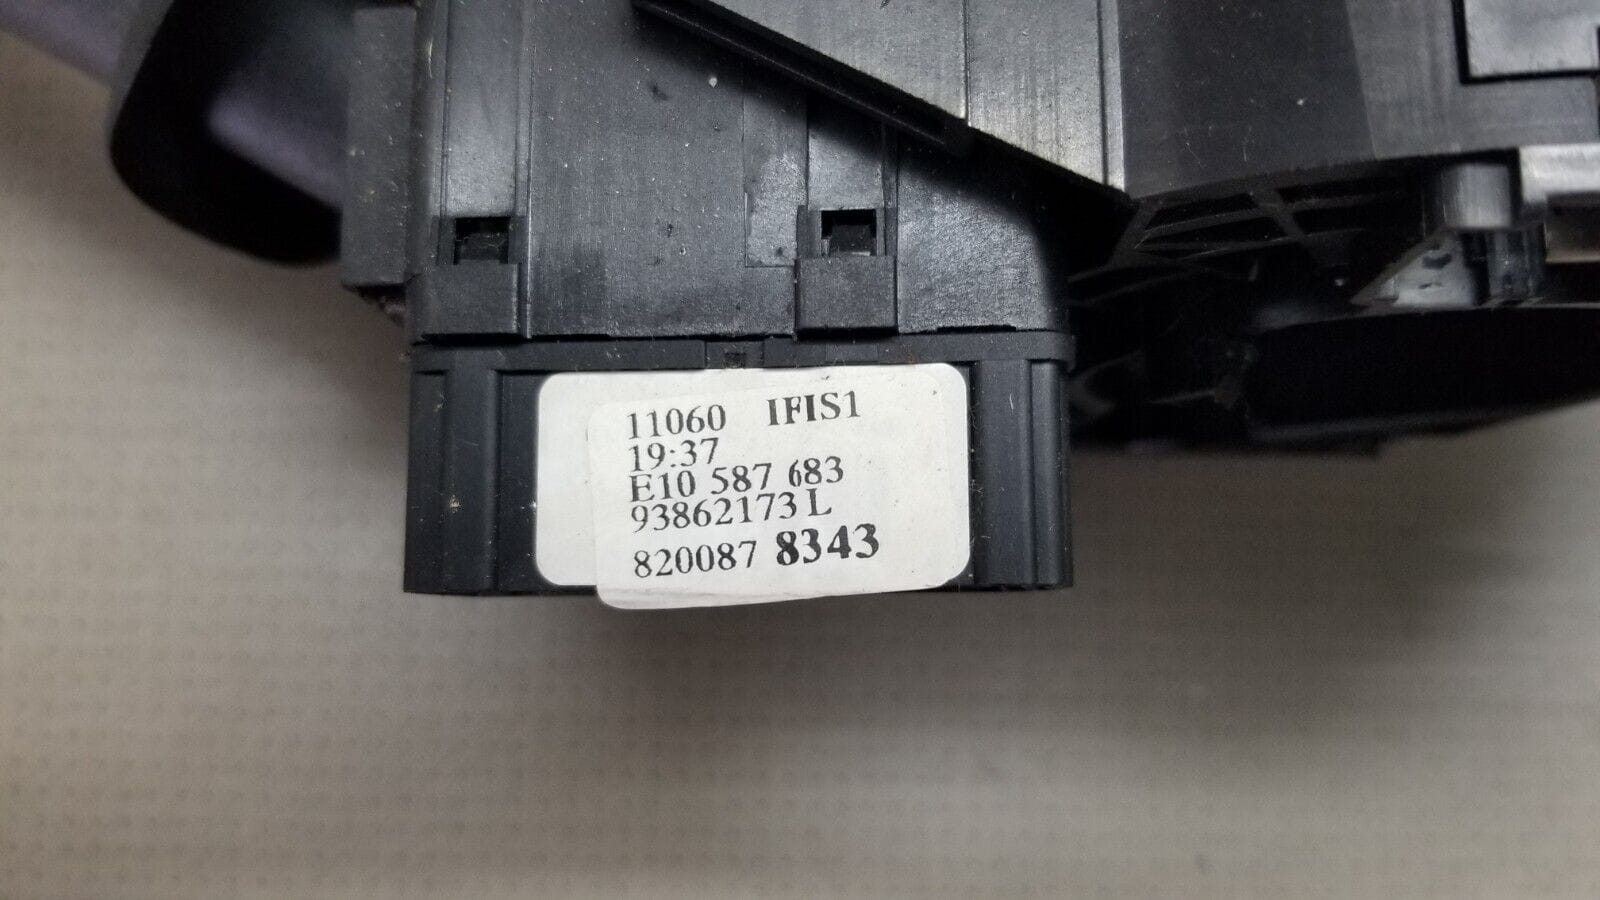 11060 IFIS1
19:37
E10 587 683
93862173 L
820087 8343